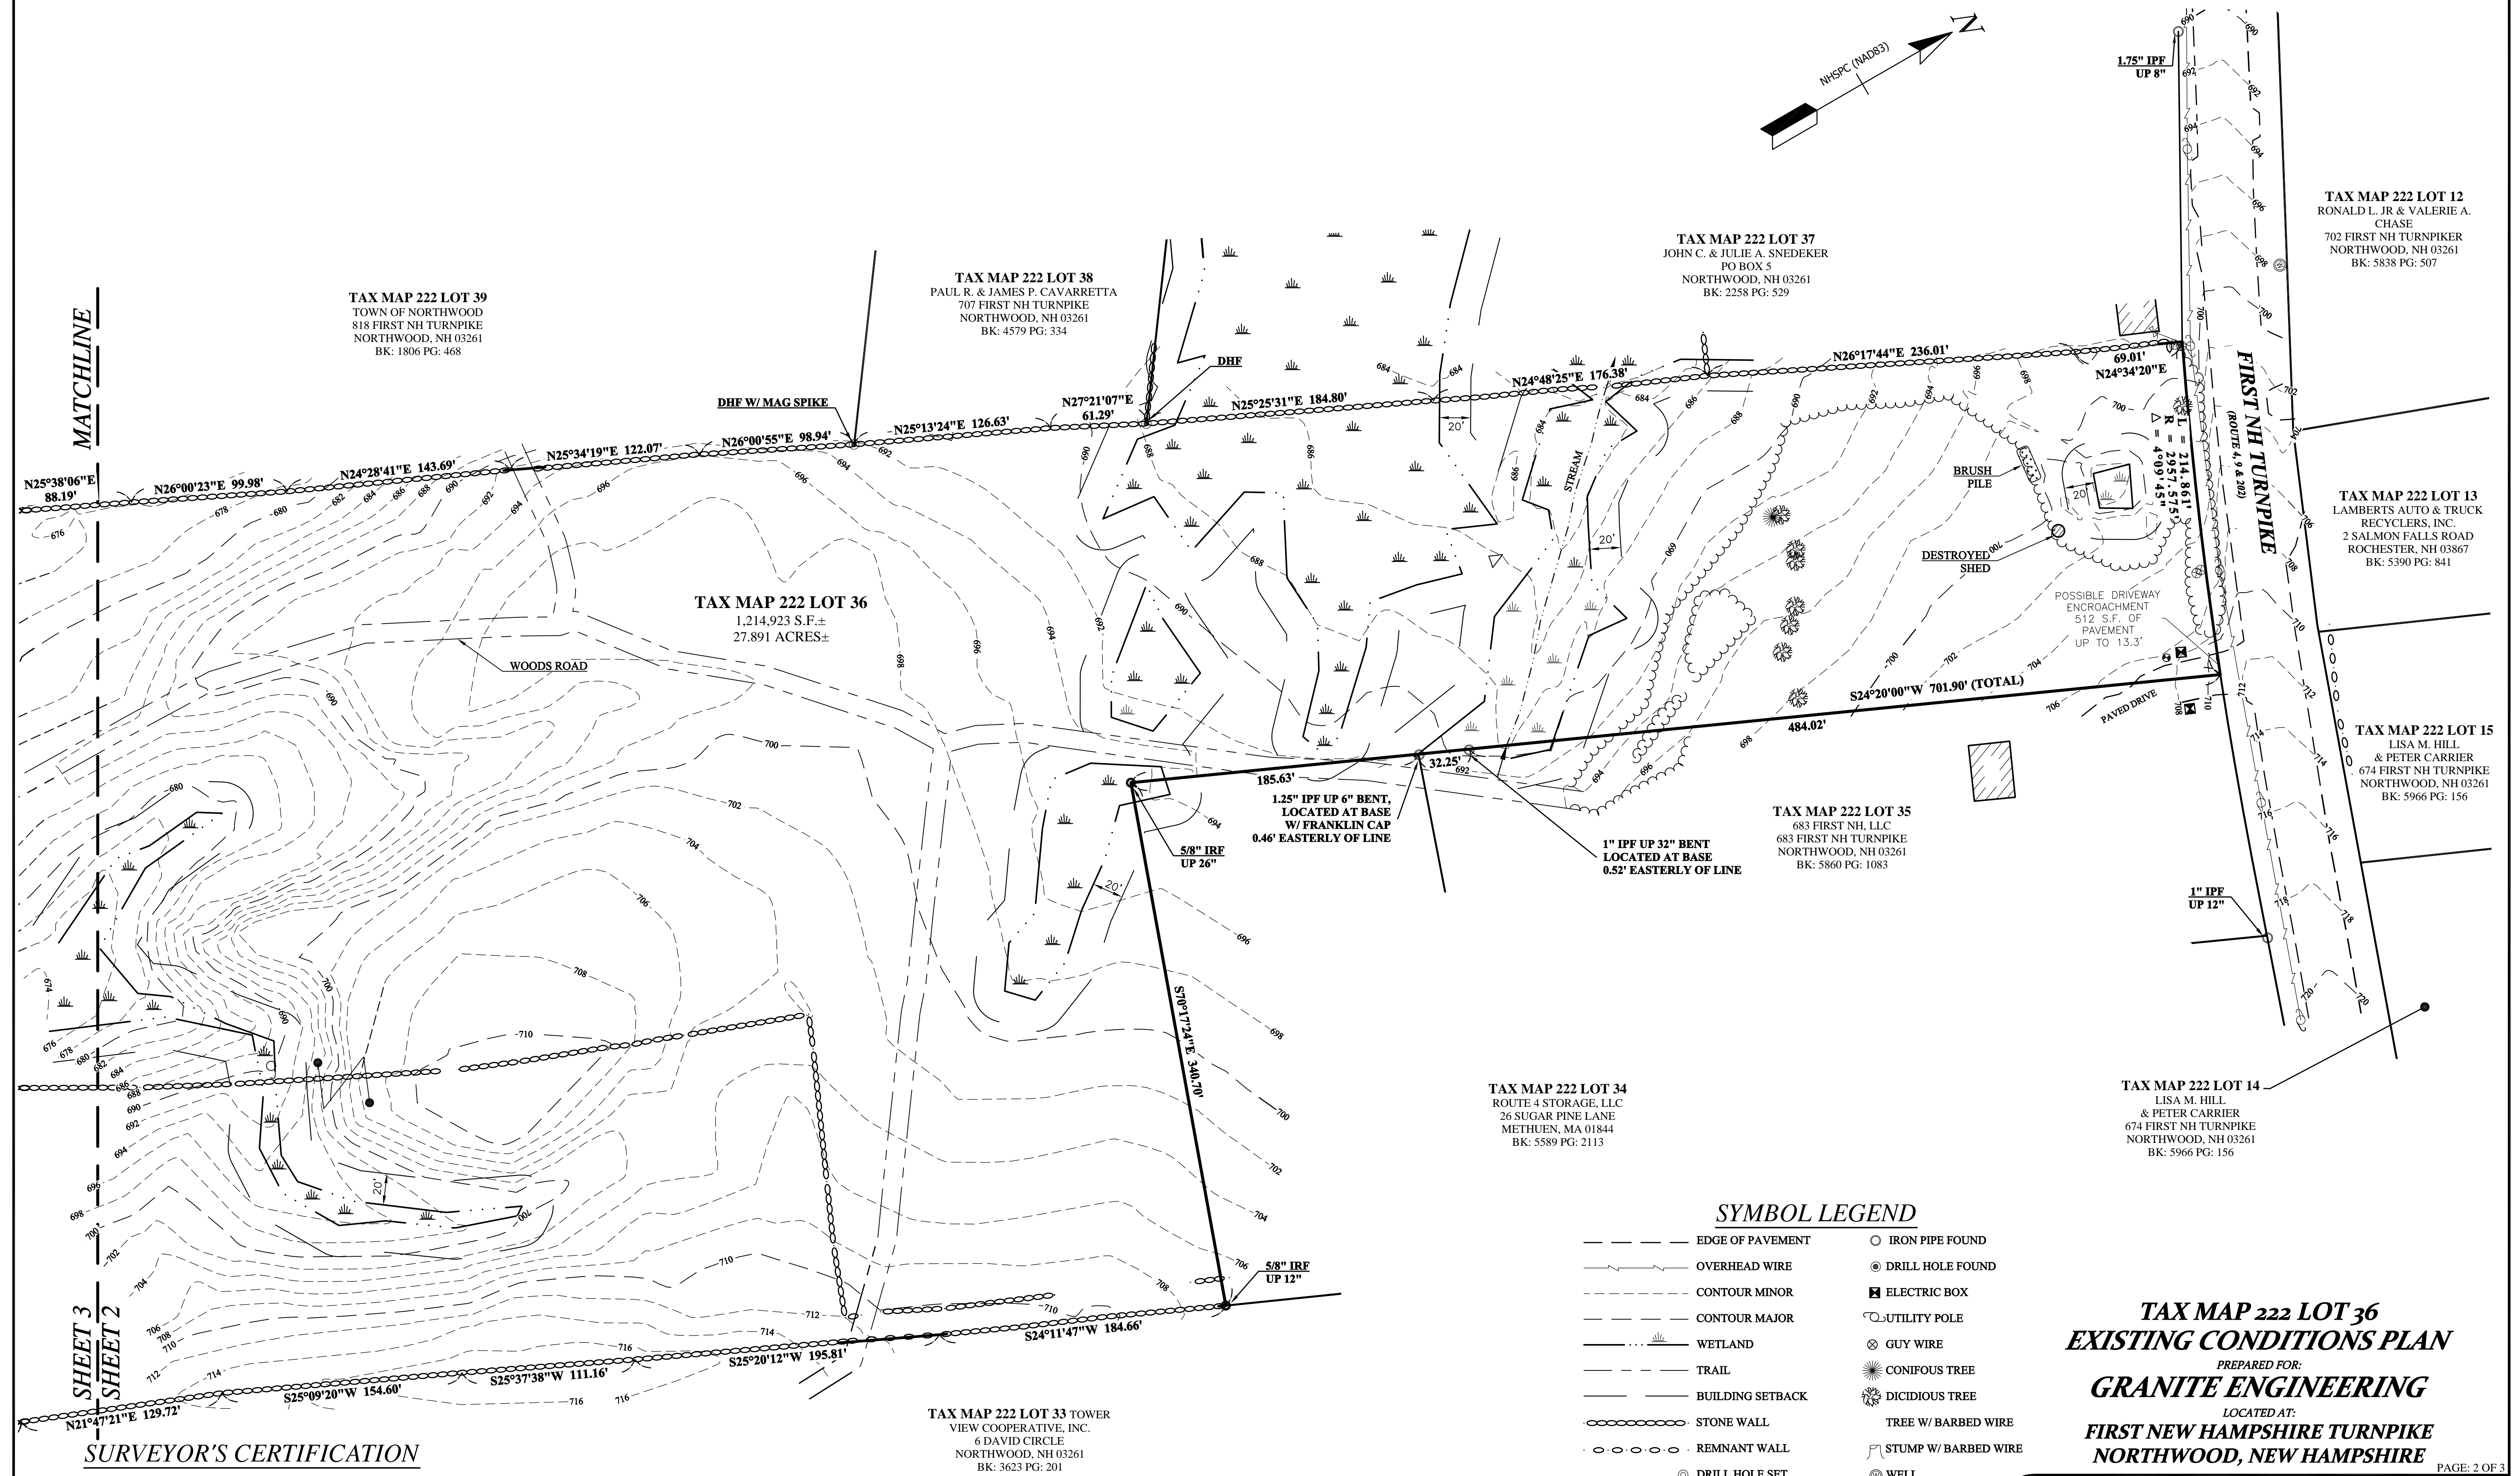 NHSPC (NAD83)
N
1.75" IPF
UP 8"
TAX MAP 222 LOT 12
RONALD L. JR & VALERIE A.
CHASE
702 FIRST NH TURNPIKER
NORTHWOOD, NH 03261
BK: 5838 PG: 507
TAX MAP 222 LOT 37
JOHN C. & JULIE A. SNEDEKER
PO BOX 5
NORTHWOOD, NH 03261
BK: 2258 PG: 529
TAX MAP 222 LOT 38
PAUL R. & JAMES P. CAVARRETTA
707 FIRST NH TURNPIKE
NORTHWOOD, NH 03261
BK: 4579 PG: 334
TAX MAP 222 LOT 39
TOWN OF NORTHWOOD
818 FIRST NH TURNPIKE
NORTHWOOD, NH 03261
BK: 1806 PG: 468
MATCHLINE
DHF
DHF W/ MAG SPIKE
N25°38'06"E
88.19'
N26°00'23"E 99.98'
N24°28'41"E 143.69'
N25°34'19"E 122.07'
N26°00'55"E 98.94'
N25°13'24"E 126.63'
N27°21'07"E
61.29'
N25°25'31"E 184.80'
N24°48'25"E 176.38'
N26°17'44"E 236.01'
69.01'
N24°34'20"E
FIRST NH TURNPIKE
(ROUTE 4, 9 & 202)
L = 214.861'
R = 2957.575'
△ = 4°09'45"
20'
STREAM
20'
BRUSH
PILE
20'
DESTROYED
SHED
TAX MAP 222 LOT 13
LAMBERTS AUTO & TRUCK
RECYCLERS, INC.
2 SALMON FALLS ROAD
ROCHESTER, NH 03867
BK: 5390 PG: 841
POSSIBLE DRIVEWAY
ENCROACHMENT
512 S.F. OF
PAVEMENT
UP TO 13.3'
TAX MAP 222 LOT 36
1,214,923 S.F.±
27.891 ACRES±
WOODS ROAD
S24°20'00"W 701.90' (TOTAL)
484.02'
32.25'
185.63'
PAVED DRIVE
TAX MAP 222 LOT 15
LISA M. HILL
& PETER CARRIER
674 FIRST NH TURNPIKE
NORTHWOOD, NH 03261
BK: 5966 PG: 156
1.25" IPF UP 6" BENT,
LOCATED AT BASE
W/ FRANKLIN CAP
0.46' EASTERLY OF LINE
5/8" IRF
UP 26"
1" IPF UP 32" BENT
LOCATED AT BASE
0.52' EASTERLY OF LINE
TAX MAP 222 LOT 35
683 FIRST NH, LLC
683 FIRST NH TURNPIKE
NORTHWOOD, NH 03261
BK: 5860 PG: 1083
1" IPF
UP 12"
20'
S70°17'24"E 340.70'
TAX MAP 222 LOT 34
ROUTE 4 STORAGE, LLC
26 SUGAR PINE LANE
METHUEN, MA 01844
BK: 5589 PG: 2113
TAX MAP 222 LOT 14
LISA M. HILL
& PETER CARRIER
674 FIRST NH TURNPIKE
NORTHWOOD, NH 03261
BK: 5966 PG: 156
20'
5/8" IRF
UP 12"
SHEET 3
SHEET 2
N21°47'21"E 129.72'
S25°09'20"W 154.60'
S25°37'38"W 111.16'
S25°20'12"W 195.81'
S24°11'47"W 184.66'
TAX MAP 222 LOT 33 TOWER
VIEW COOPERATIVE, INC.
6 DAVID CIRCLE
NORTHWOOD, NH 03261
BK: 3623 PG: 201
SURVEYOR'S CERTIFICATION
SYMBOL LEGEND
EDGE OF PAVEMENT
OVERHEAD WIRE
CONTOUR MINOR
CONTOUR MAJOR
WETLAND
TRAIL
BUILDING SETBACK
STONE WALL
REMNANT WALL
DRILL HOLE SET
IRON PIPE FOUND
DRILL HOLE FOUND
ELECTRIC BOX
UTILITY POLE
GUY WIRE
CONIFOUS TREE
DICIDIOUS TREE
TREE W/ BARBED WIRE
STUMP W/ BARBED WIRE
WELL
TAX MAP 222 LOT 36
EXISTING CONDITIONS PLAN
PREPARED FOR:
GRANITE ENGINEERING
LOCATED AT:
FIRST NEW HAMPSHIRE TURNPIKE
NORTHWOOD, NEW HAMPSHIRE
PAGE: 2 OF 3